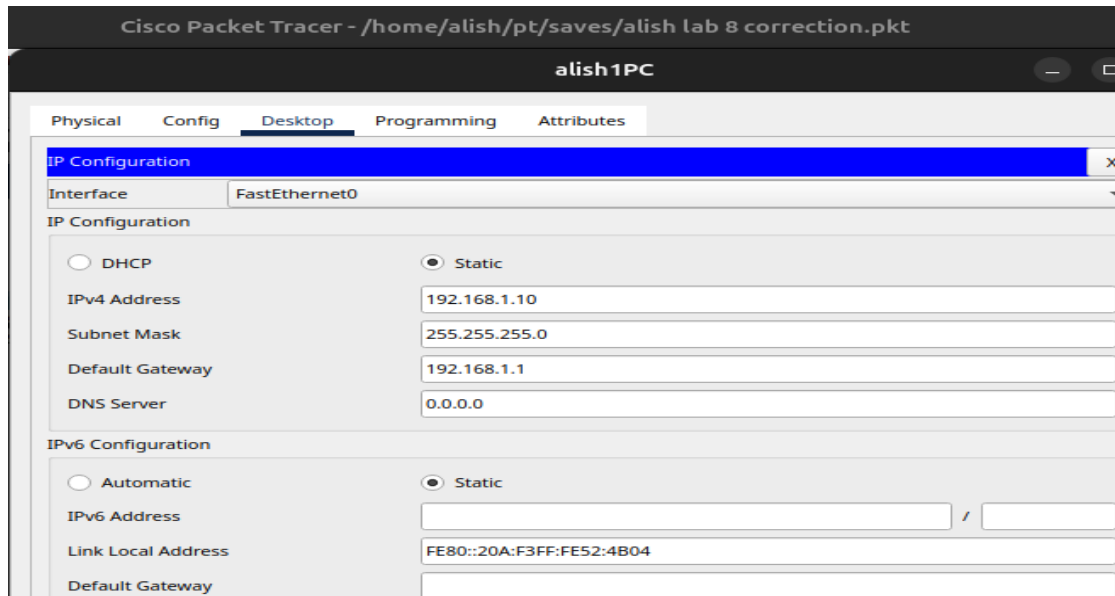 Cisco Packet Tracer - /home/alish/pt/saves/alish lab 8 correction.pkt
alish1PC
Physical Config Desktop Programming Attributes
IP Configuration X
Interface FastEthernet0
IP Configuration
DHCP Static
IPv4 Address 192.168.1.10
Subnet Mask 255.255.255.0
Default Gateway 192.168.1.1
DNS Server 0.0.0.0
IPv6 Configuration
Automatic Static
IPv6 Address /
Link Local Address FE80::20A:F3FF:FE52:4B04
Default Gateway